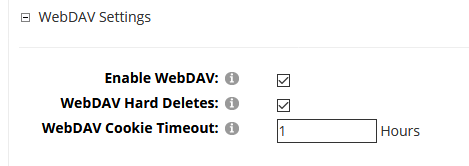 WebDAV Settings
Enable WebDAV:
WebDAV Hard Deletes:
WebDAV Cookie Timeout: 1 Hours